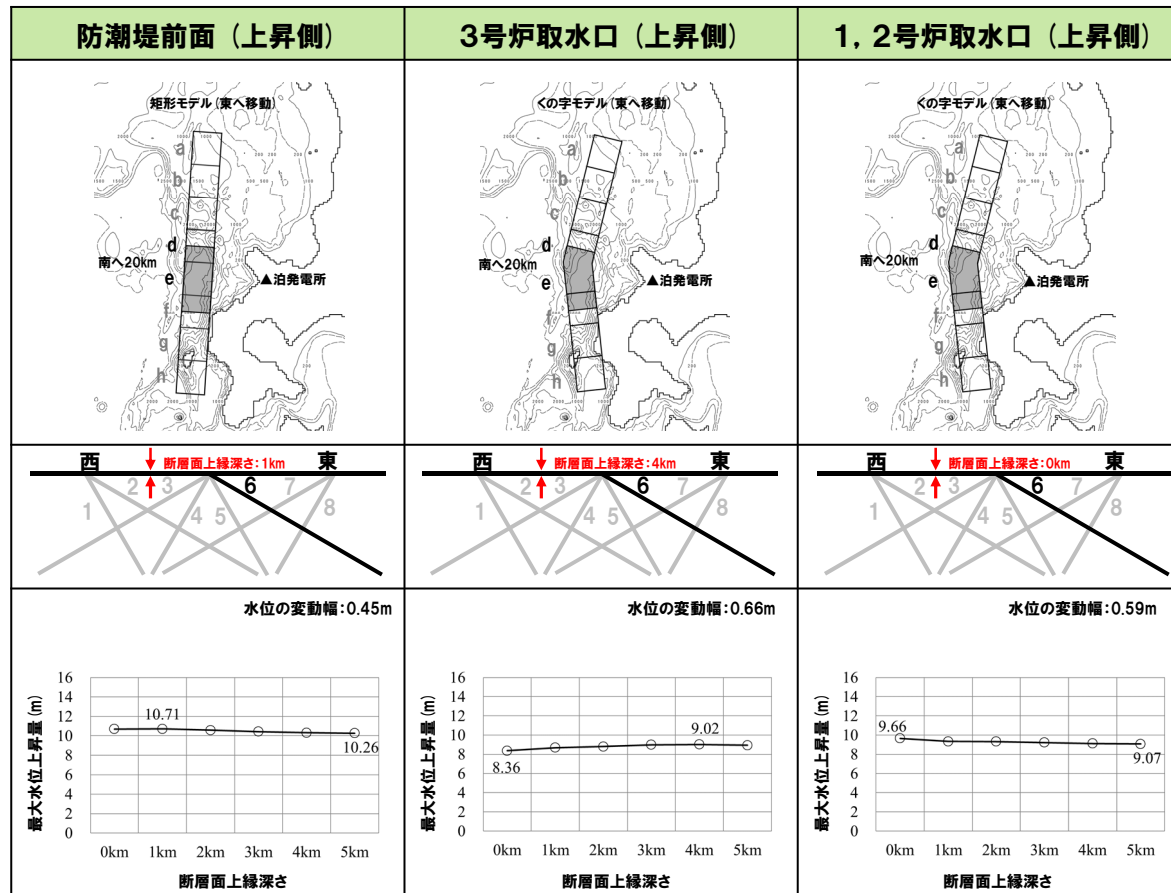 防潮堤前面（上昇側）
3号炉取水口（上昇側）
1，2号炉取水口（上昇側）
矩形モデル（東へ移動）
a
b
c
d
南へ20km
e
▲泊発電所
f
g
h
くの字モデル（東へ移動）
a
b
c
d
南へ20km
e
▲泊発電所
f
g
h
くの字モデル（東へ移動）
a
b
c
d
南へ20km
e
▲泊発電所
f
g
h
西
断層面上縁深さ：1km
東
1 2 3 4 5 6 7 8
西
断層面上縁深さ：4km
東
1 2 3 4 5 6 7 8
西
断層面上縁深さ：0km
東
1 2 3 4 5 6 7 8
水位の変動幅：0.45m
最大水位上昇量（m）
16
14
12
10
8
6
4
2
0
10.71
10.26
0km 1km 2km 3km 4km 5km
断層面上縁深さ
水位の変動幅：0.66m
最大水位上昇量（m）
16
14
12
10
8
6
4
2
0
8.36
9.02
0km 1km 2km 3km 4km 5km
断層面上縁深さ
水位の変動幅：0.59m
最大水位上昇量（m）
16
14
12
10
8
6
4
2
0
9.66
9.07
0km 1km 2km 3km 4km 5km
断層面上縁深さ